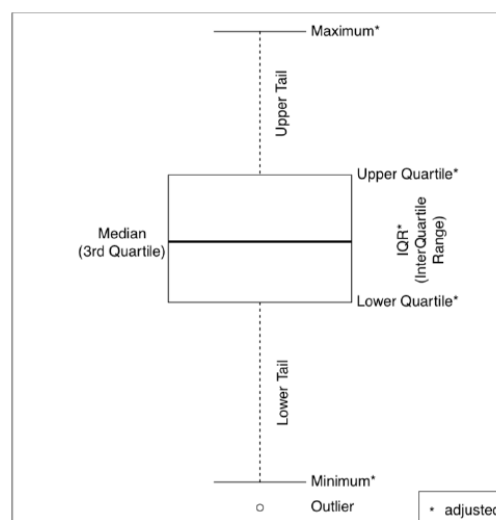 Maximum*
Upper Tail
Upper Quartile*
Median
(3rd Quartile)
IQR*
(InterQuartile
Range)
Lower Quartile*
Lower Tail
Minimum*
Outlier
* adjusted